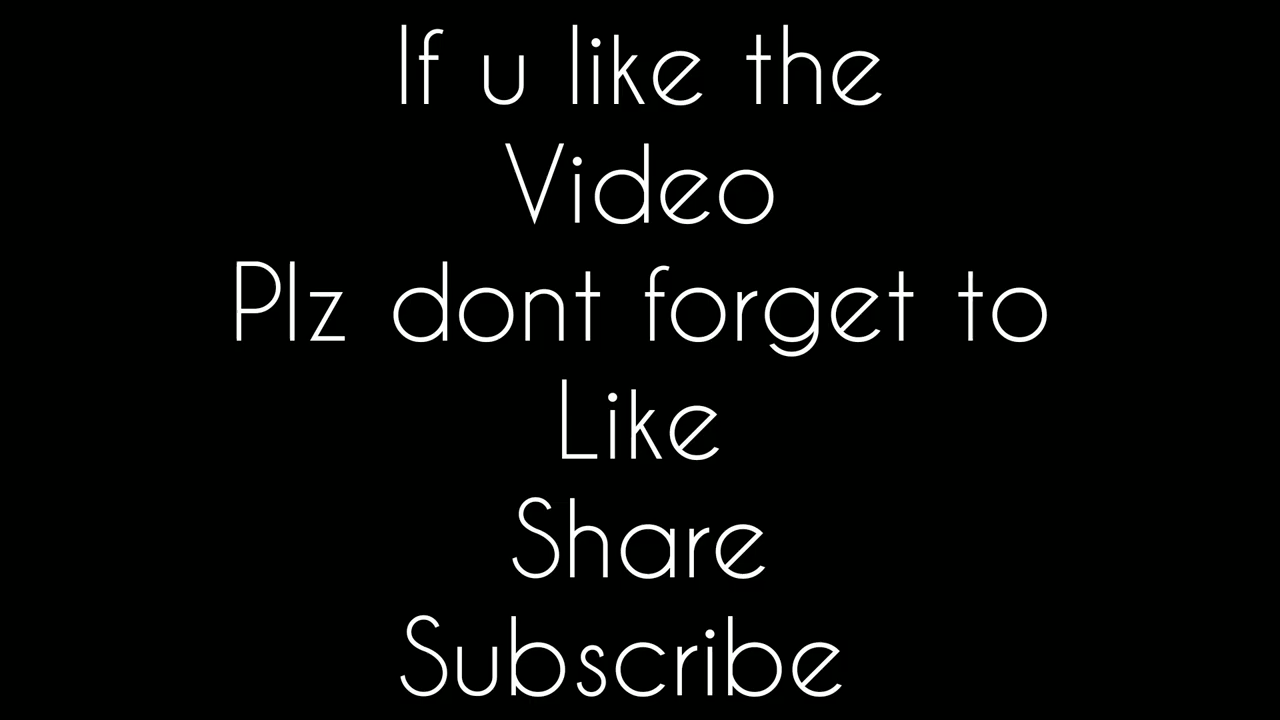 If u like the
Video
Plz dont forget to
Like
Share
Subscribe